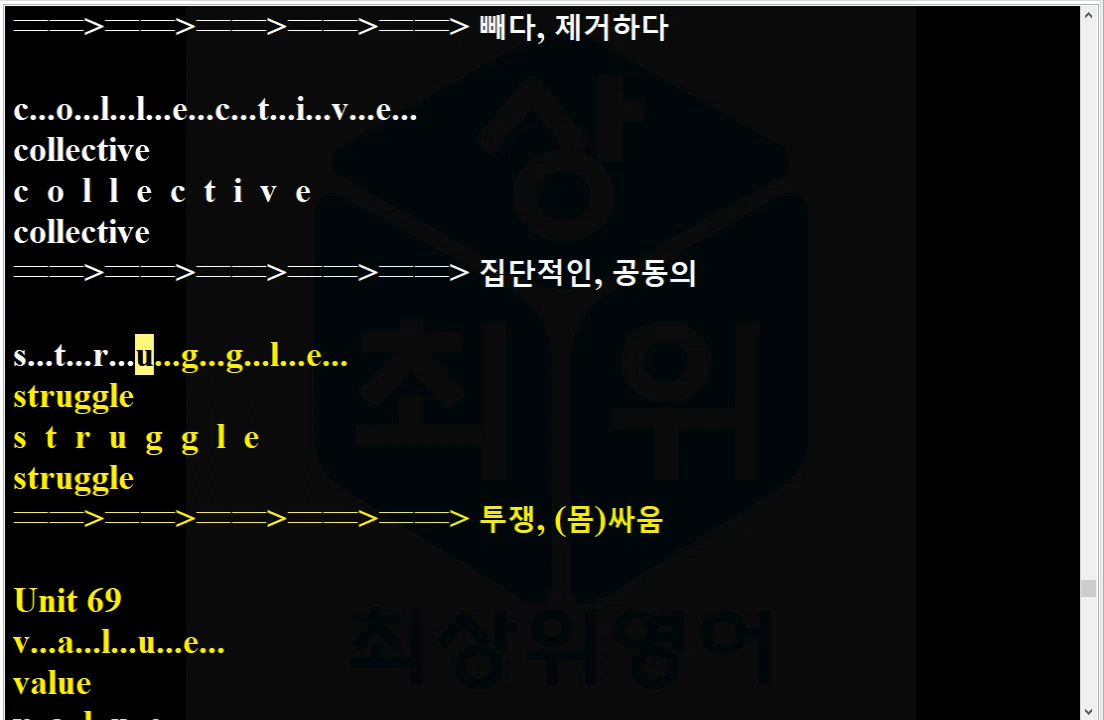 ═══>═══>═══>═══>═══> 빼다, 제거하다
c...o...l...l...e...c...t...i...v...e...
collective
c o l l e c t i v e
collective
═══>═══>═══>═══>═══> 집단적인, 공동의
s...t...r...u...g...g...l...e...
struggle
s t r u g g l e
struggle
═══>═══>═══>═══>═══> 투쟁, (몸)싸움
Unit 69
v...a...l...u...e...
value
상
최 위
최상위영어